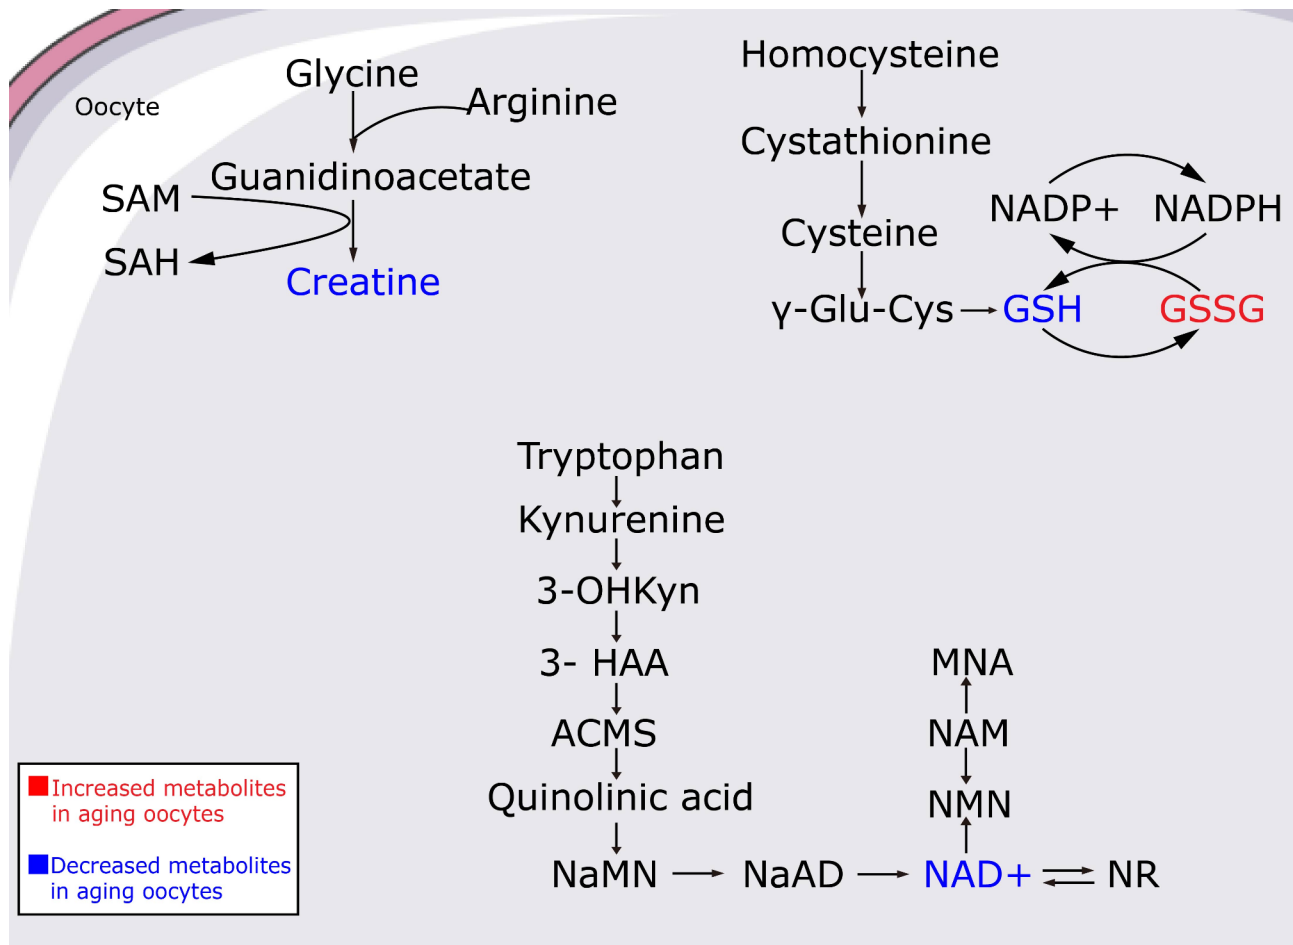 Oocyte
Glycine
Arginine
Guanidinoacetate
SAM
SAH
Creatine
Homocysteine
Cystathionine
Cysteine
γ-Glu-Cys
GSH
GSSG
NADP+
NADPH
Tryptophan
Kynurenine
3-OHKyn
3- HAA
ACMS
Quinolinic acid
NaMN
NaAD
NAD+
NR
MNA
NAM
NMN
Increased metabolites
in aging oocytes
Decreased metabolites
in aging oocytes